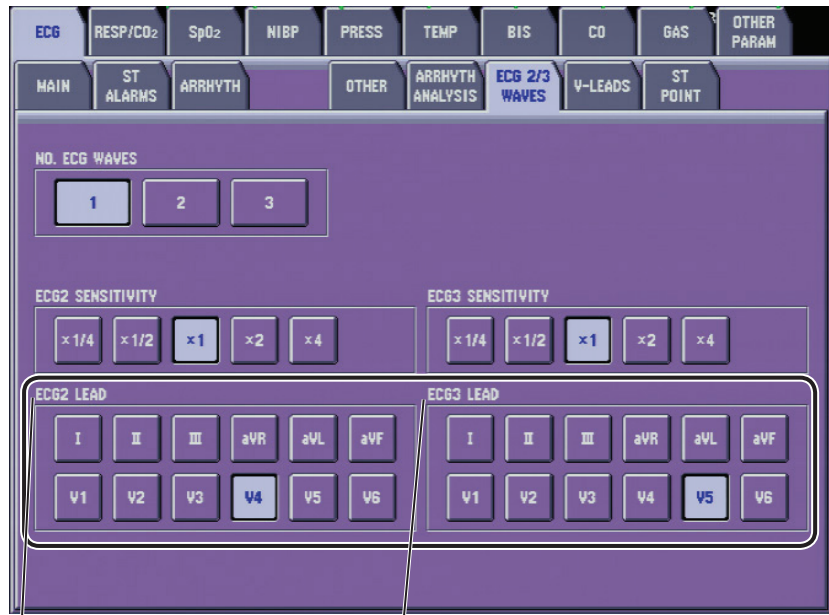 ECG RESP/CO2 SpO2 NIBP PRESS TEMP BIS CO GAS OTHER PARAM
MAIN ST ALARMS ARRHYTH OTHER ARRHYTH ANALYSIS ECG 2/3 WAVES V-LEADS ST POINT
NO. ECG WAVES
1 2 3
ECG2 SENSITIVITY ECG3 SENSITIVITY
×1/4 ×1/2 ×1 ×2 ×4 ×1/4 ×1/2 ×1 ×2 ×4
ECG2 LEAD ECG3 LEAD
I II III aVR aVL aVF I II III aVR aVL aVF
V1 V2 V3 V4 V5 V6 V1 V2 V3 V4 V5 V6